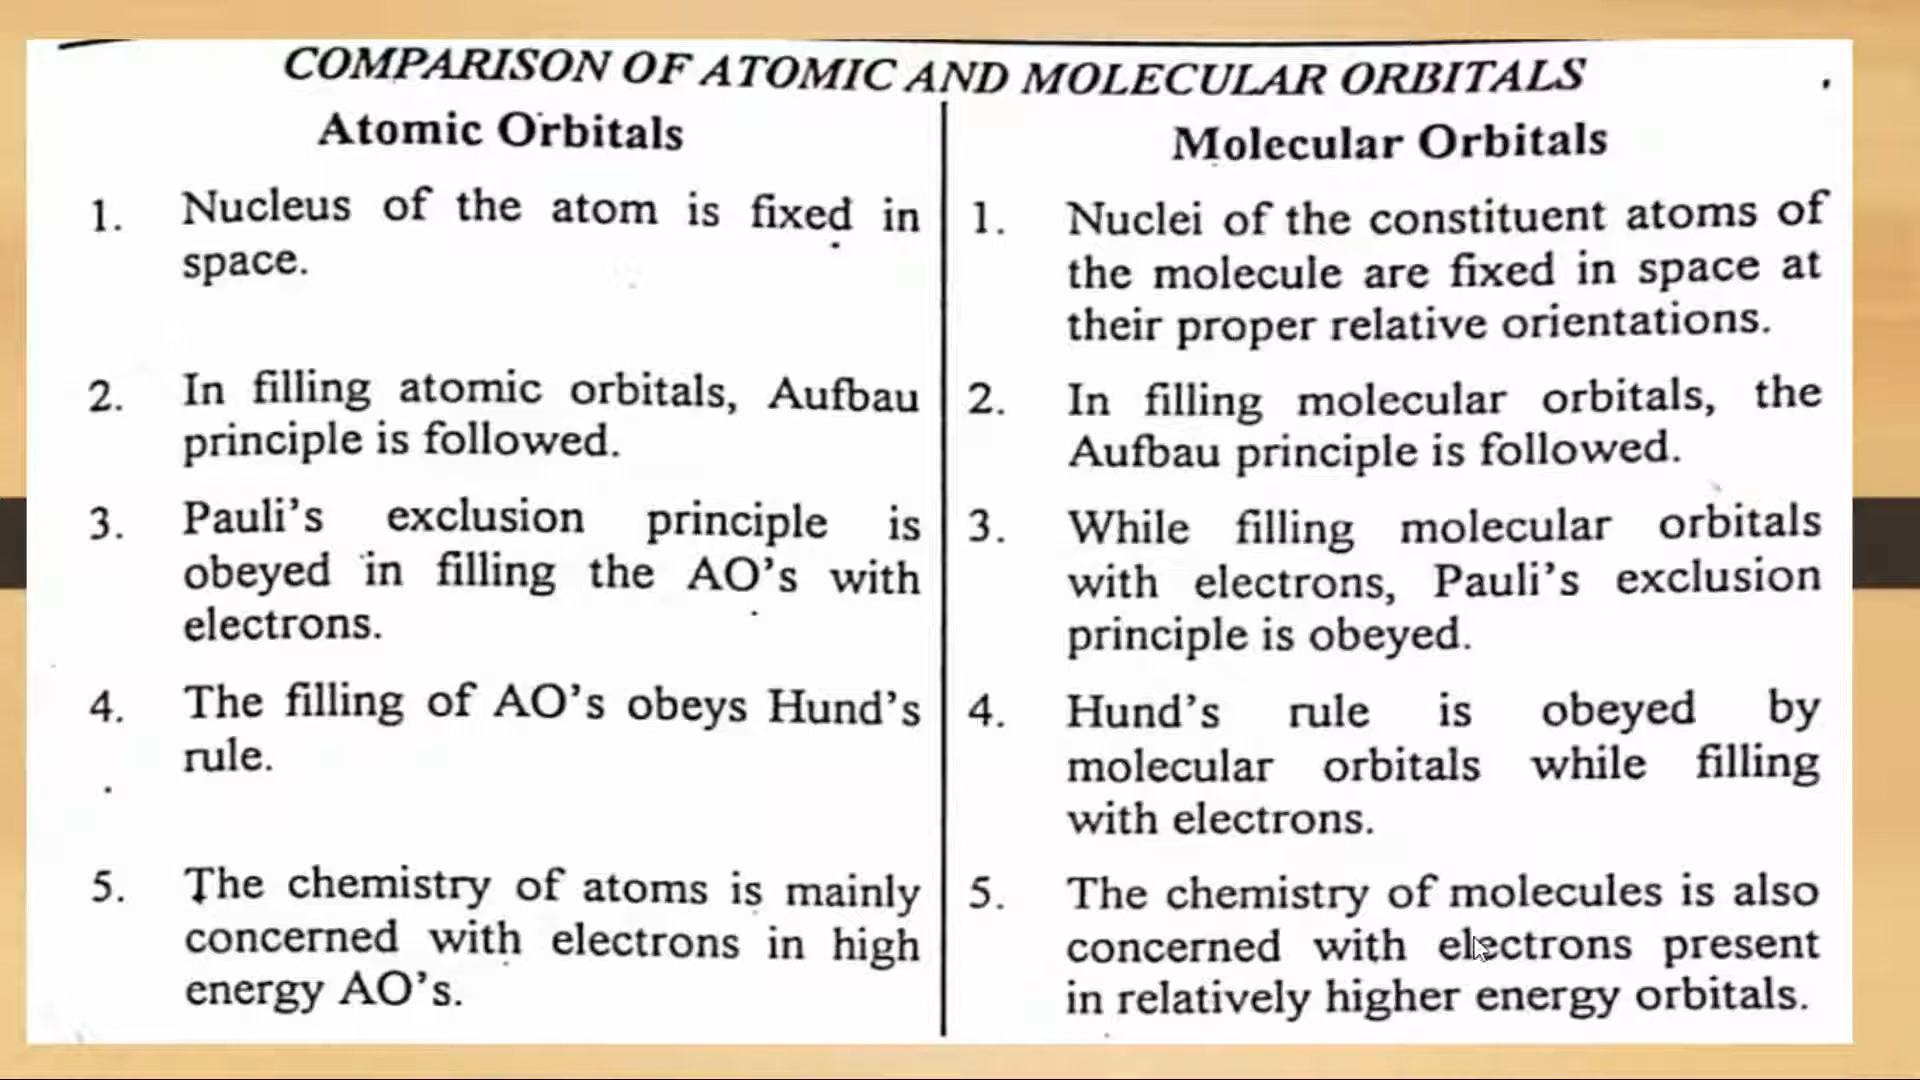 COMPARISON OF ATOMIC AND MOLECULAR ORBITALS
Atomic Orbitals
1. Nucleus of the atom is fixed in
space.
2. In filling atomic orbitals, Aufbau
principle is followed.
3. Pauli's exclusion principle is
obeyed in filling the AO's with
electrons.
4. The filling of AO's obeys Hund's
rule.
5. The chemistry of atoms is mainly
concerned with electrons in high
energy AO's.
Molecular Orbitals
1. Nuclei of the constituent atoms of
the molecule are fixed in space at
their proper relative orientations.
2. In filling molecular orbitals, the
Aufbau principle is followed.
3. While filling molecular orbitals
with electrons, Pauli's exclusion
principle is obeyed.
4. Hund's rule is obeyed by
molecular orbitals while filling
with electrons.
5. The chemistry of molecules is also
concerned with electrons present
in relatively higher energy orbitals.